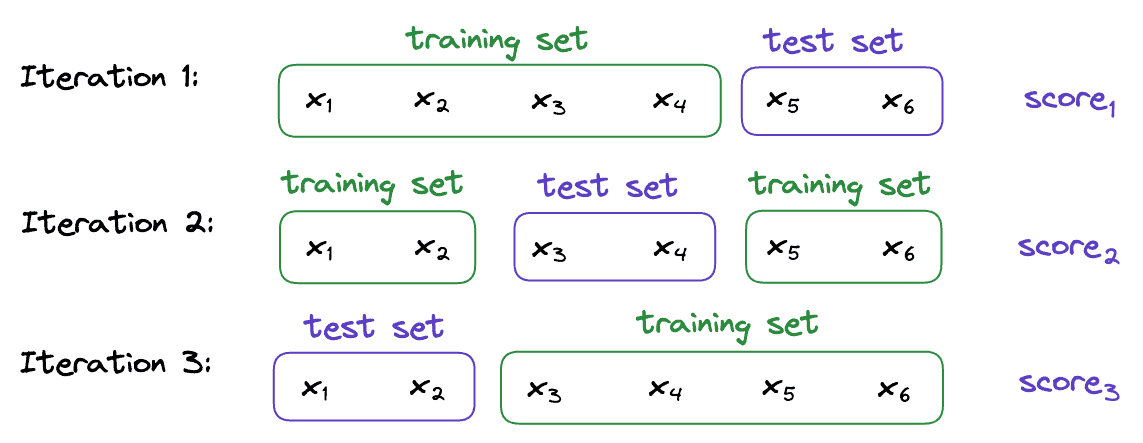 training set test set
Iteration 1: x₁ x₂ x₃ x₄ x₅ x₆ score₁
training set test set training set
Iteration 2: x₁ x₂ x₃ x₄ x₅ x₆ score₂
test set training set
Iteration 3: x₁ x₂ x₃ x₄ x₅ x₆ score₃